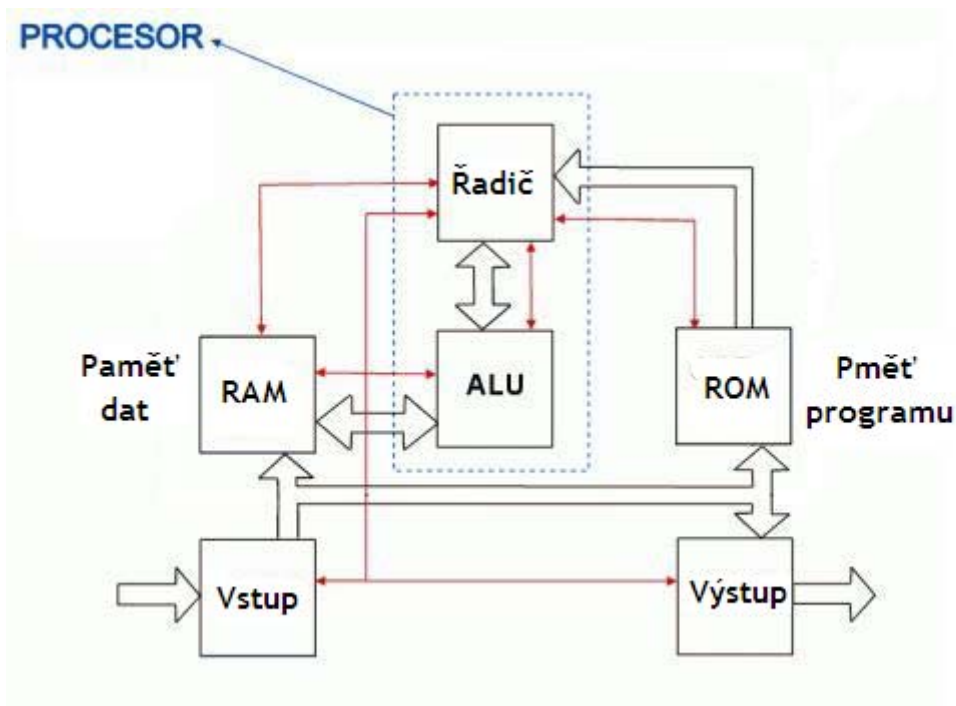 PROCESOR
Řadič
Paměť
dat
RAM
ALU
ROM
Pměť
programu
Vstup
Výstup